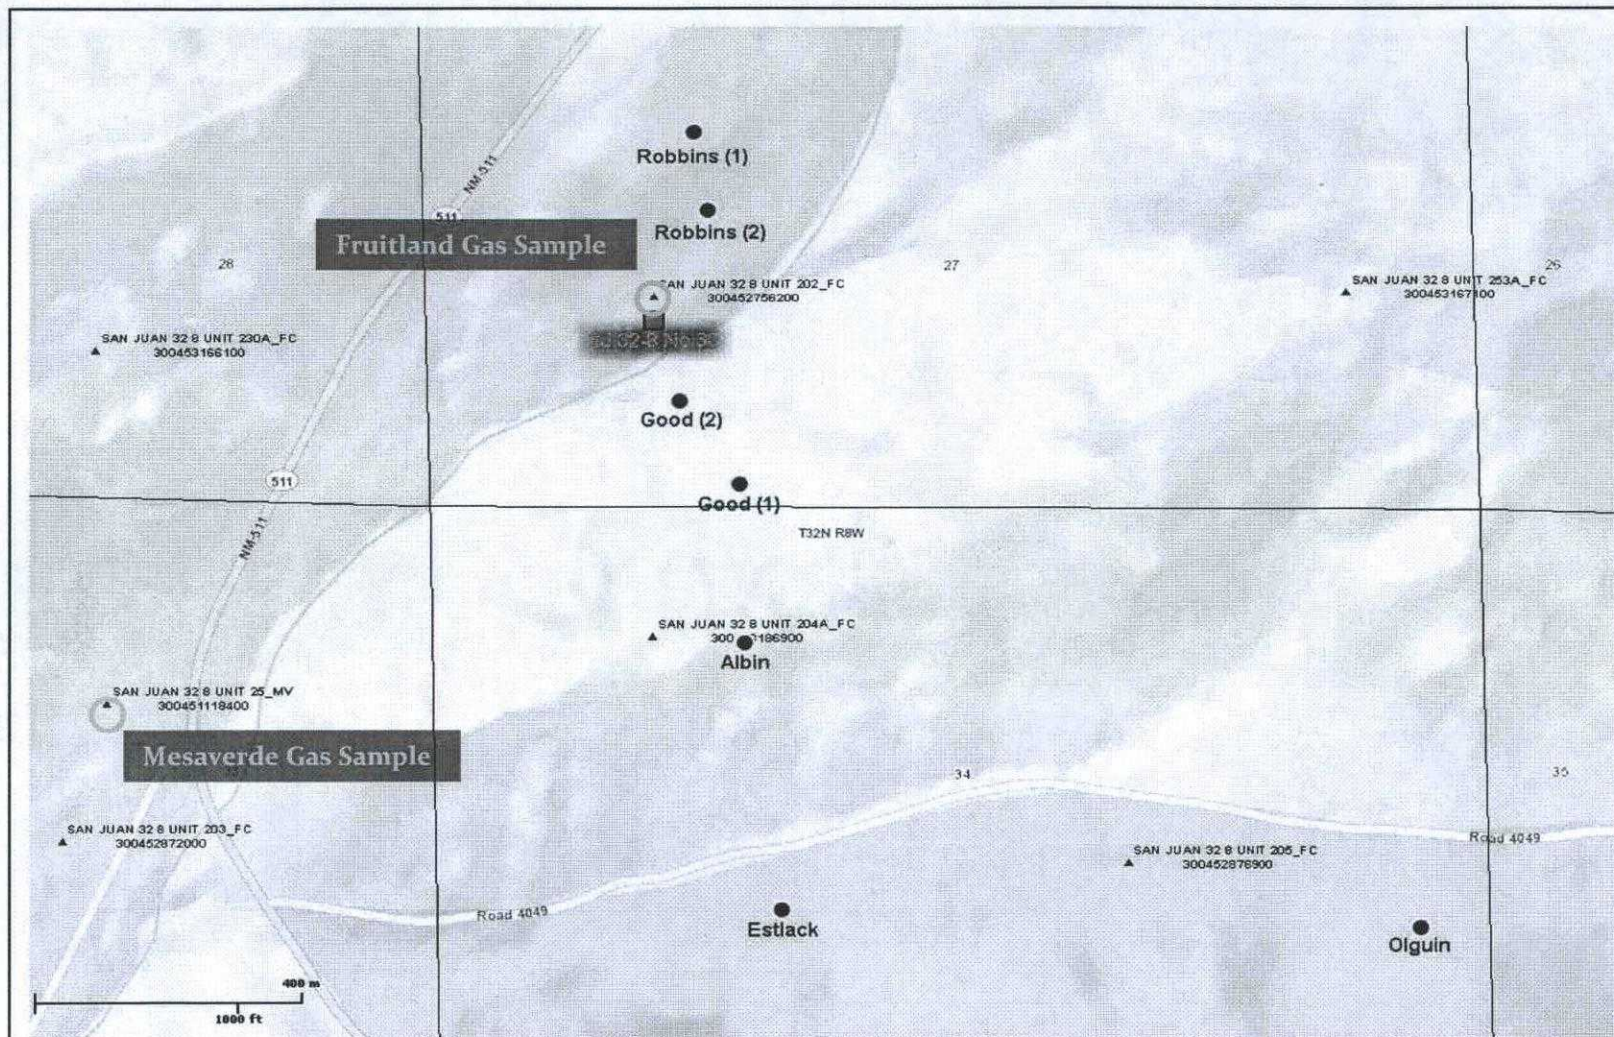 Robbins (1)
NM-511
511
Robbins (2)
Fruitland Gas Sample
28
27
26
SAN JUAN 32 8 UNIT 202_FC
300452756200
SAN JUAN 32 8 UNIT 253A_FC
300453167100
SAN JUAN 32 8 UNIT 230A_FC
300453166100
Good (2)
511
Good (1)
T32N R8W
NM-511
SAN JUAN 32 8 UNIT 204A_FC
300 3186900
Albin
SAN JUAN 32 8 UNIT 25_MV
300451118400
Mesaverde Gas Sample
34
35
SAN JUAN 32 8 UNIT 203_FC
300452872000
Road 4049
SAN JUAN 32 8 UNIT 205_FC
300452876900
Road 4049
Estlack
Olguin
400 m
1000 ft